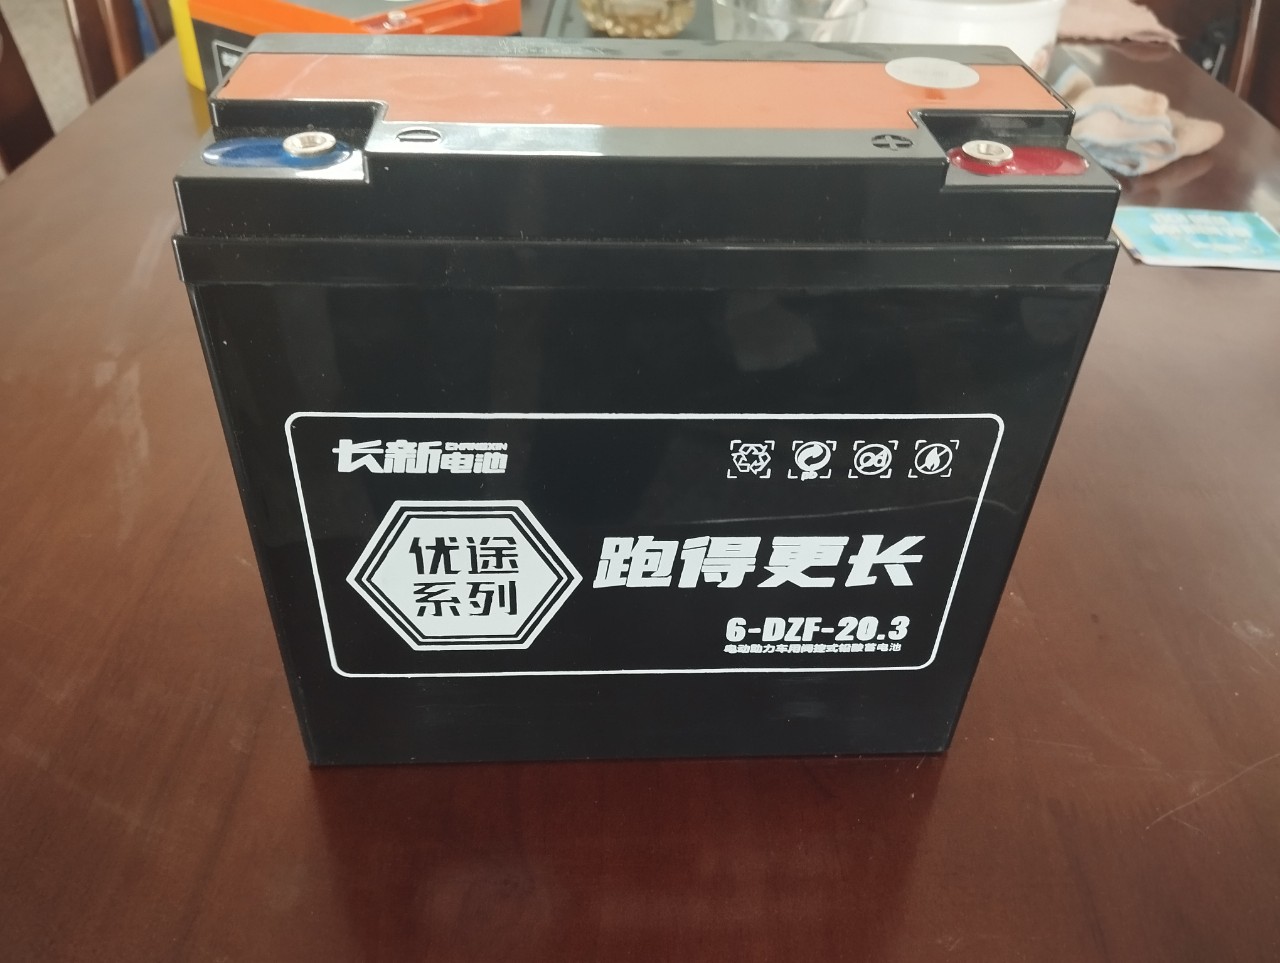 长新 CHANGXIN
电池
优途
系列
跑得更长
6-DZF-20.3
电动助力车用阀控式铅酸蓄电池